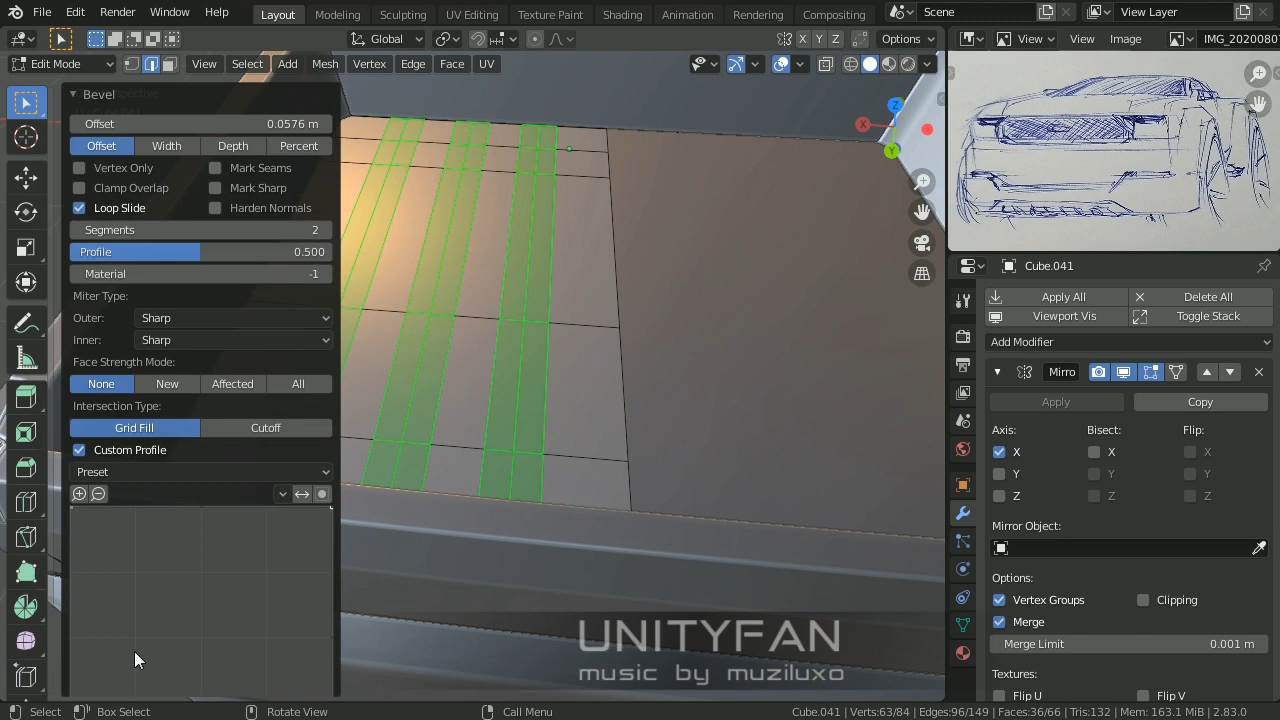 File Edit Render Window Help
Layout Modeling Sculpting UV Editing Texture Paint Shading Animation Rendering Compositing
Scene View Layer
Global X Y Z Options View View Image IMG_20200807
Edit Mode View Select Add Mesh Vertex Edge Face UV
Bevel
Offset 0.0576 m
Offset Width Depth Percent
Vertex Only Mark Seams
Clamp Overlap Mark Sharp
Loop Slide Harden Normals
Segments 2
Profile 0.500
Material -1
Miter Type:
Outer: Sharp
Inner: Sharp
Face Strength Mode:
None New Affected All
Intersection Type:
Grid Fill Cutoff
Custom Profile
Preset
Z
X
Y
UNITYFAN
music by muziluxo
Cube.041
Apply All Delete All
Viewport Vis Toggle Stack
Add Modifier
Mirro
Apply Copy
Axis: Bisect: Flip:
X X X
Y Y Y
Z Z Z
Mirror Object:
Options:
Vertex Groups Clipping
Merge
Merge Limit 0.001 m
Textures:
Flip U Flip V
Select Box Select Rotate View Call Menu Cube.041 | Verts:63/84 | Edges:96/149 | Faces:36/66 | Tris:132 | Mem: 163.1 MiB | 2.83.0